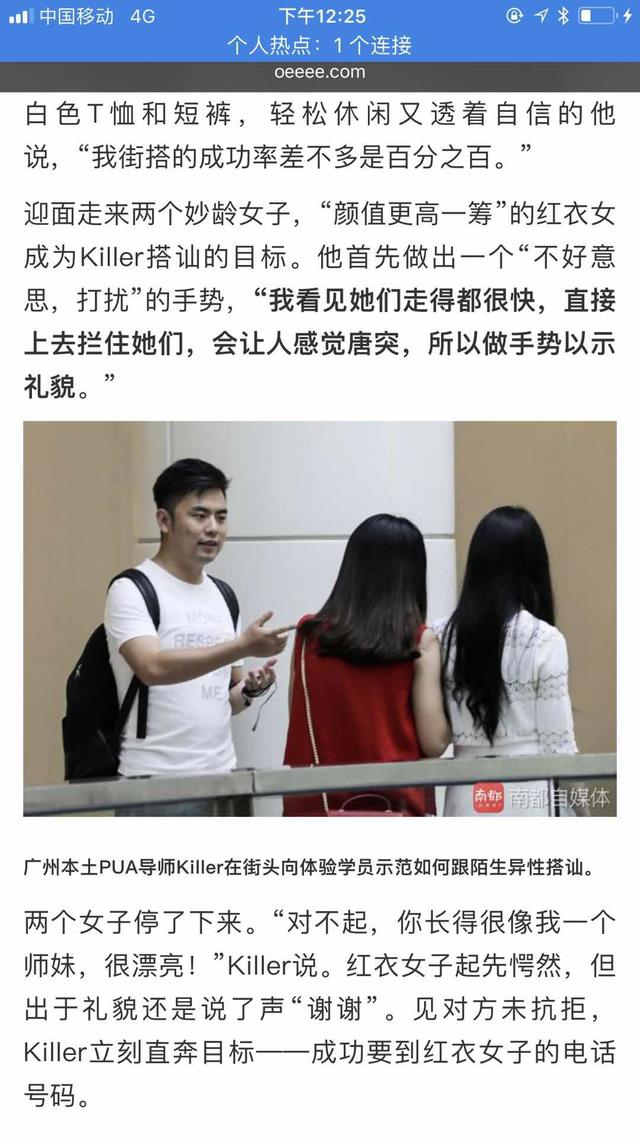 中国移动 4G 下午12:25
个人热点：1 个连接
oeeee.com
白色T恤和短裤，轻松休闲又透着自信的他
说，“我街搭的成功率差不多是百分之百。”
迎面走来两个妙龄女子，“颜值更高一筹”的红衣女
成为Killer搭讪的目标。他首先做出一个“不好意
思，打扰”的手势，“我看见她们走得都很快，直接
上去拦住她们，会让人感觉唐突，所以做手势以示
礼貌。”
MORE
RESPE
ME
南都
南都自媒体
广州本土PUA导师Killer在街头向体验学员示范如何跟陌生异性搭讪。
两个女子停了下来。“对不起，你长得很像我一个
师妹，很漂亮！”Killer说。红衣女子起先愕然，但
出于礼貌还是说了声“谢谢”。见对方未抗拒，
Killer立刻直奔目标——成功要到红衣女子的电话
号码。